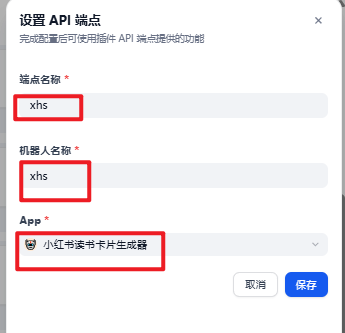 设置 API 端点
完成配置后可使用插件 API 端点提供的功能
端点名称 *
xhs
机器人名称 *
xhs
App *
小红书读书卡片生成器
取消 保存